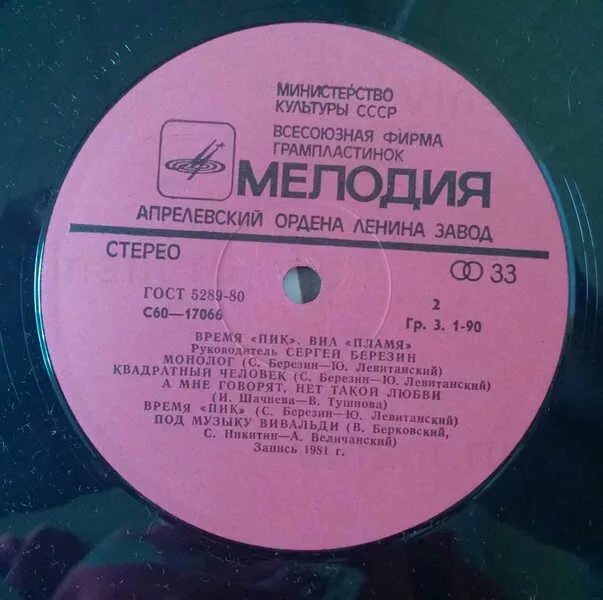 МИНИСТЕРСТВО
КУЛЬТУРЫ СССР
ВСЕСОЮЗНАЯ ФИРМА
ГРАМПЛАСТИНОК
МЕЛОДИЯ
АПРЕЛЕВСКИЙ ОРДЕНА ЛЕНИНА ЗАВОД
СТЕРЕО
33
ГОСТ 5289-80
С60—17066
2
Гр. 3. 1-90
ВРЕМЯ «ПИК». ВИА «ПЛАМЯ»
Руководитель СЕРГЕЙ БЕРЕЗИН
МОНОЛОГ (С. Березин—Ю. Левитанский)
КВАДРАТНЫЙ ЧЕЛОВЕК (С. Березин—Ю. Левитанский)
А МНЕ ГОВОРЯТ, НЕТ ТАКОЙ ЛЮБВИ
(И. Шачнева—В. Тушнова)
ВРЕМЯ «ПИК» (С. Березин—Ю. Левитанский)
ПОД МУЗЫКУ ВИВАЛЬДИ (В. Берковский,
С. Никитин—А. Величанский)
Запись 1981 г.